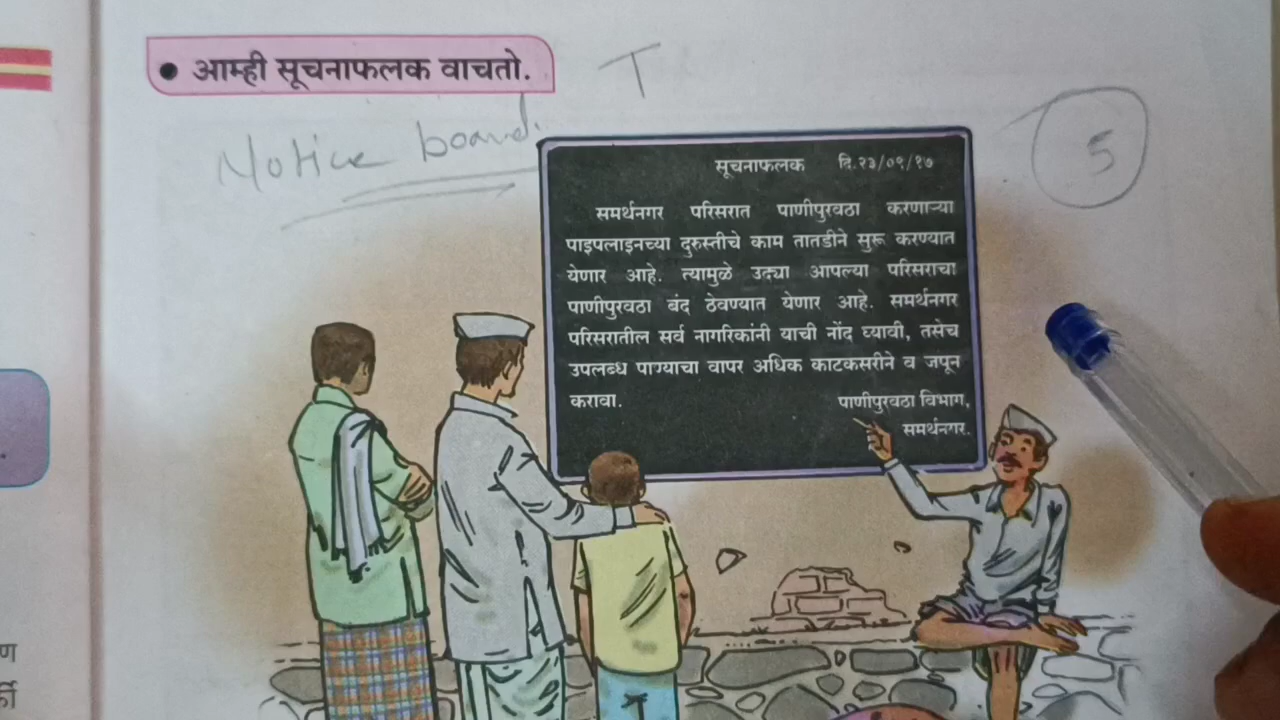 • आम्ही सूचनाफलक वाचतो.
T
Notice board.
5
सूचनाफलक दि.२३/०९/१७
समर्थनगर परिसरात पाणीपुरवठा करणाऱ्या
पाइपलाइनच्या दुरुस्तीचे काम तातडीने सुरू करण्यात
येणार आहे. त्यामुळे उद्या आपल्या परिसराचा
पाणीपुरवठा बंद ठेवण्यात येणार आहे. समर्थनगर
परिसरातील सर्व नागरिकांनी याची नोंद घ्यावी, तसेच
उपलब्ध पाण्याचा वापर अधिक काटकसरीने व जपून
करावा.
पाणीपुरवठा विभाग,
समर्थनगर.